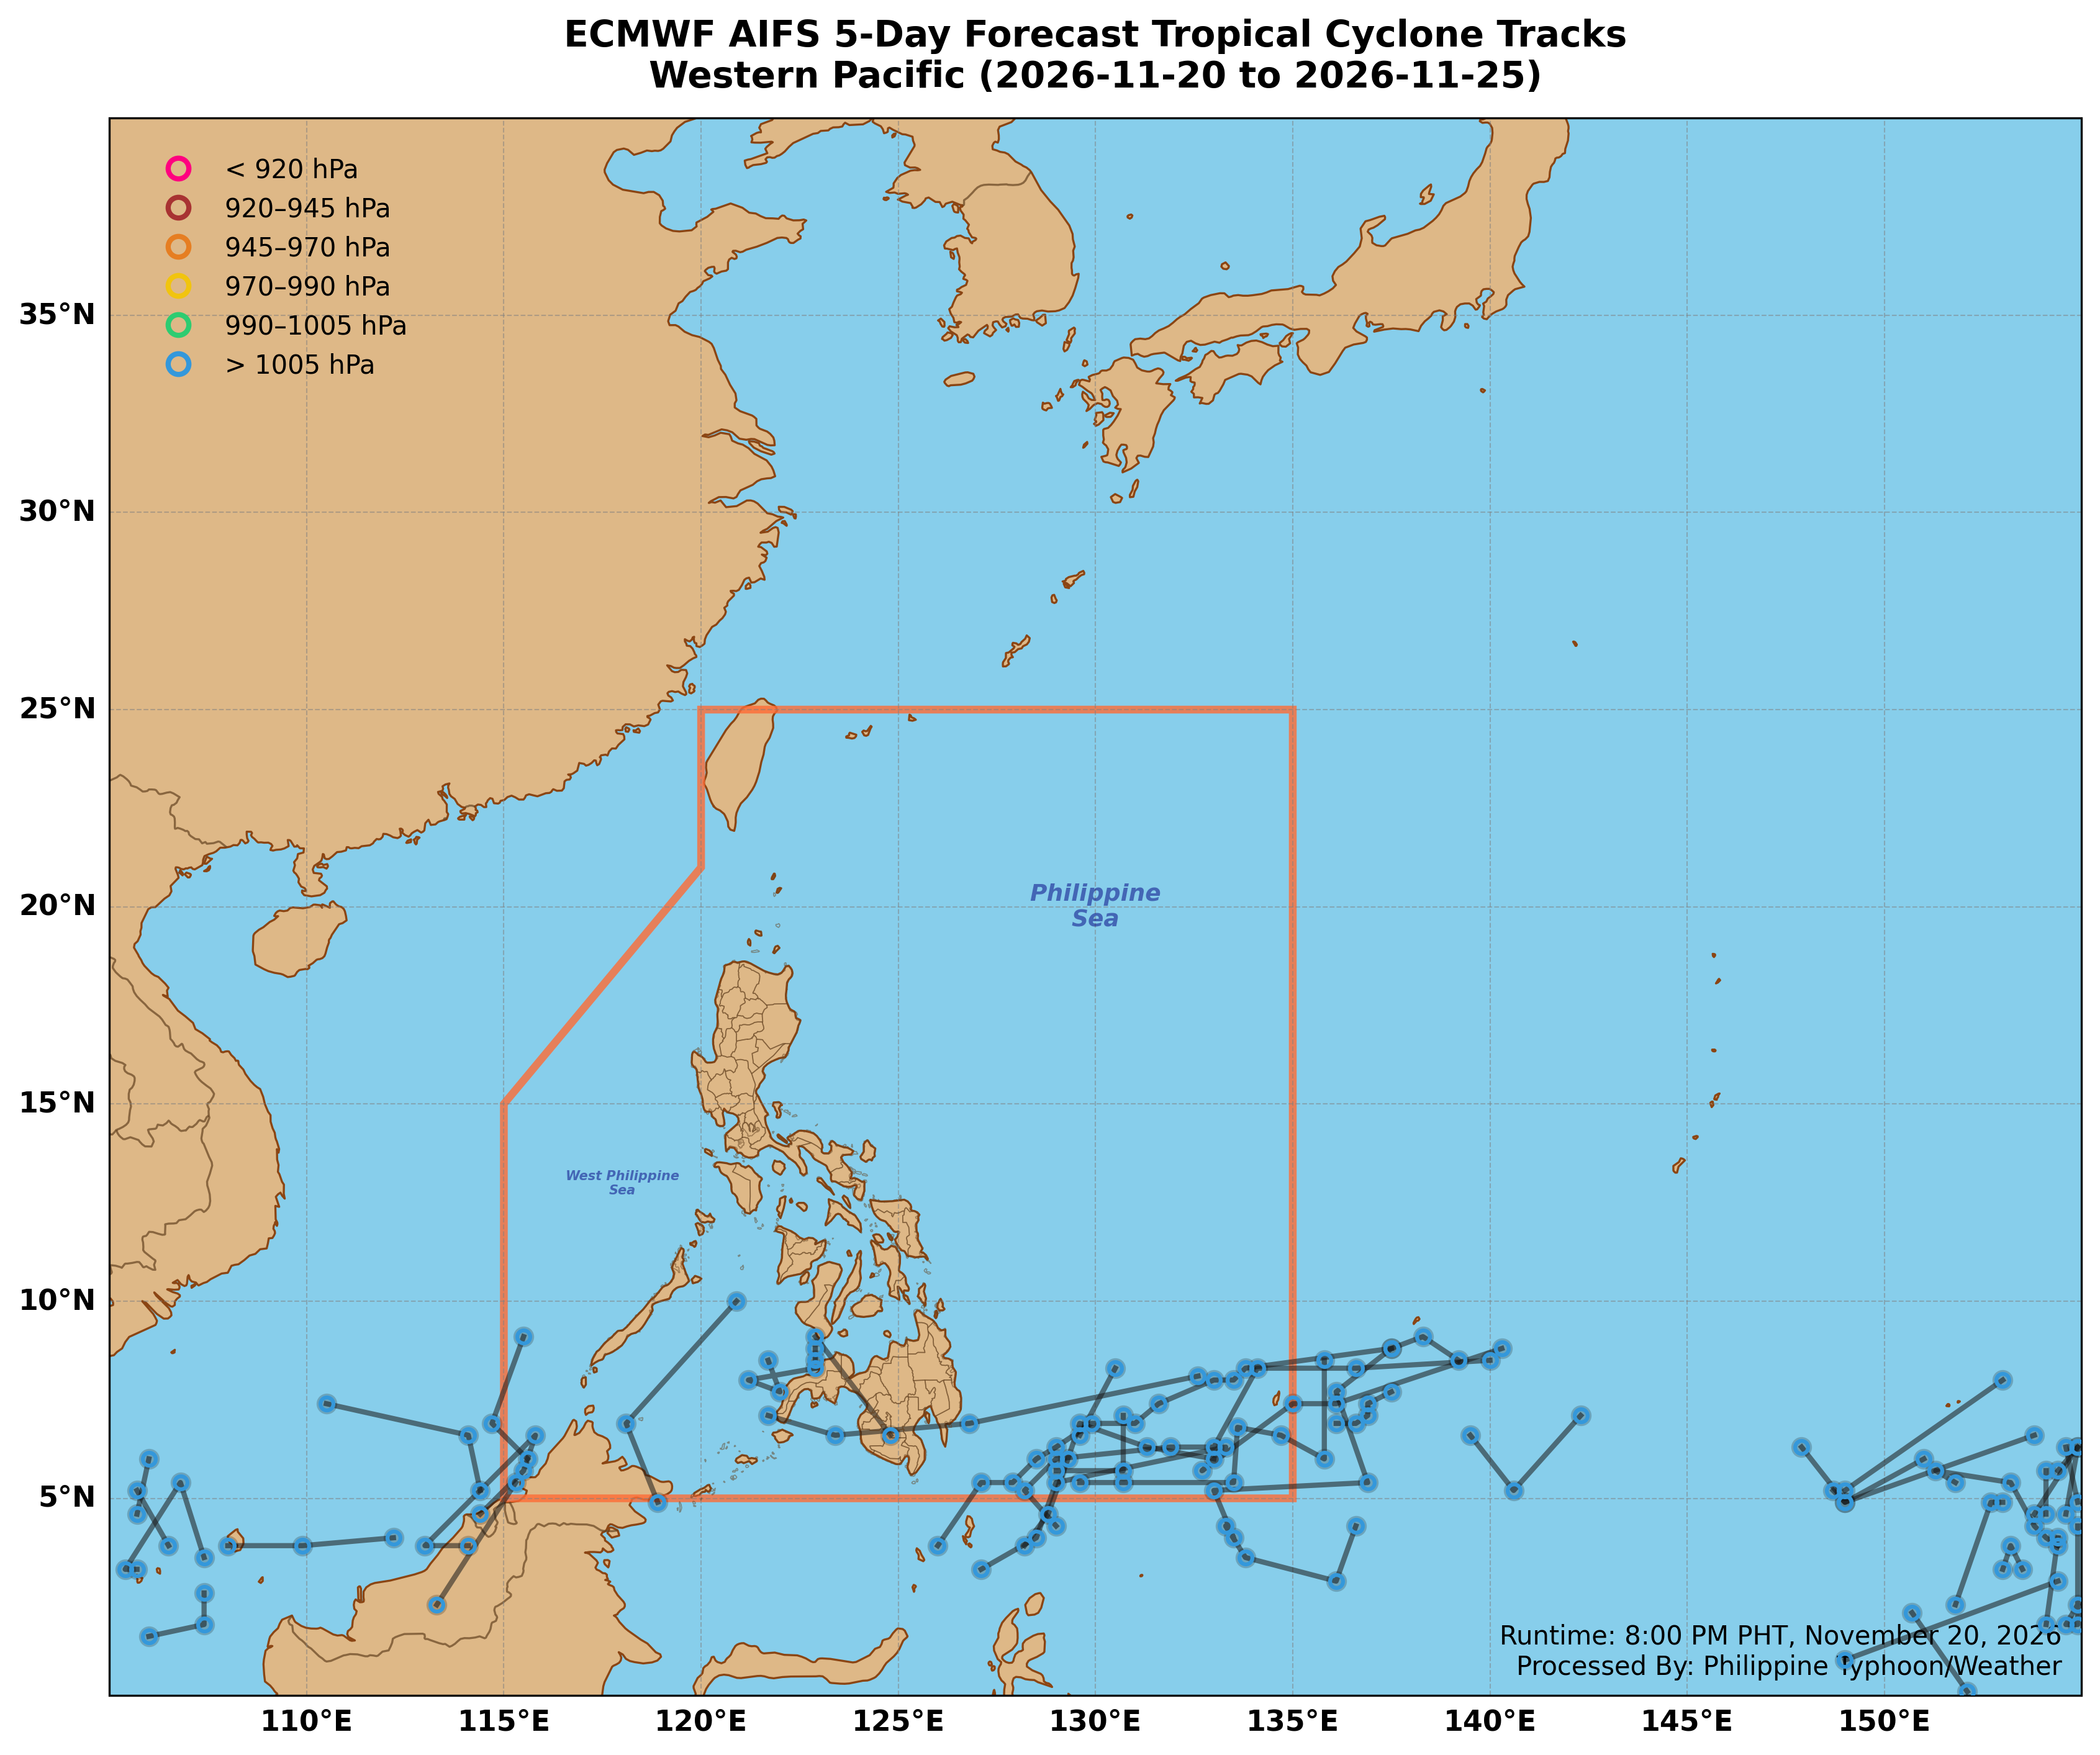 ECMWF AIFS 5-Day Forecast Tropical Cyclone Tracks
Western Pacific (2026-11-20 to 2026-11-25)
< 920 hPa
920–945 hPa
945–970 hPa
970–990 hPa
990–1005 hPa
> 1005 hPa
35°N
30°N
25°N
20°N
15°N
10°N
5°N
Philippine
Sea
West Philippine
Sea
Runtime: 8:00 PM PHT, November 20, 2026
Processed By: Philippine Typhoon/Weather
110°E
115°E
120°E
125°E
130°E
135°E
140°E
145°E
150°E